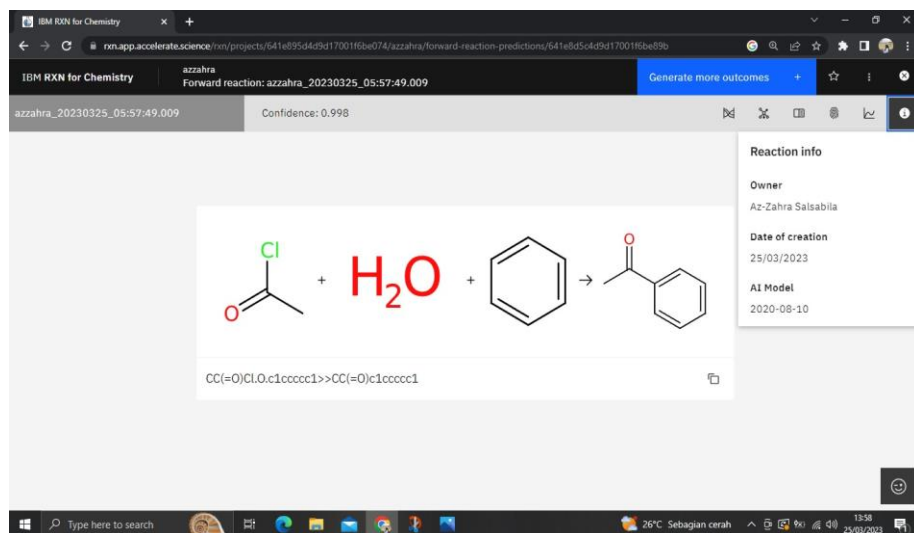 IBM RXN for Chemistry
rxn.app.accelerate.science/rxn/projects/641e895d4d9d17001f6be074/azzahra/forward-reaction-predictions/641e8d5c4d9d17001f6be89b
IBM RXN for Chemistry
azzahra
Forward reaction: azzahra_20230325_05:57:49.009
Generate more outcomes +
azzahra_20230325_05:57:49.009
Confidence: 0.998
Reaction info
Owner
Az-Zahra Salsabila
Date of creation
25/03/2023
AI Model
2020-08-10
Cl
O
+ H2O + → O
CC(=O)Cl.O.c1ccccc1>>CC(=O)c1ccccc1
Type here to search
26°C Sebagian cerah
13:58
25/03/2023